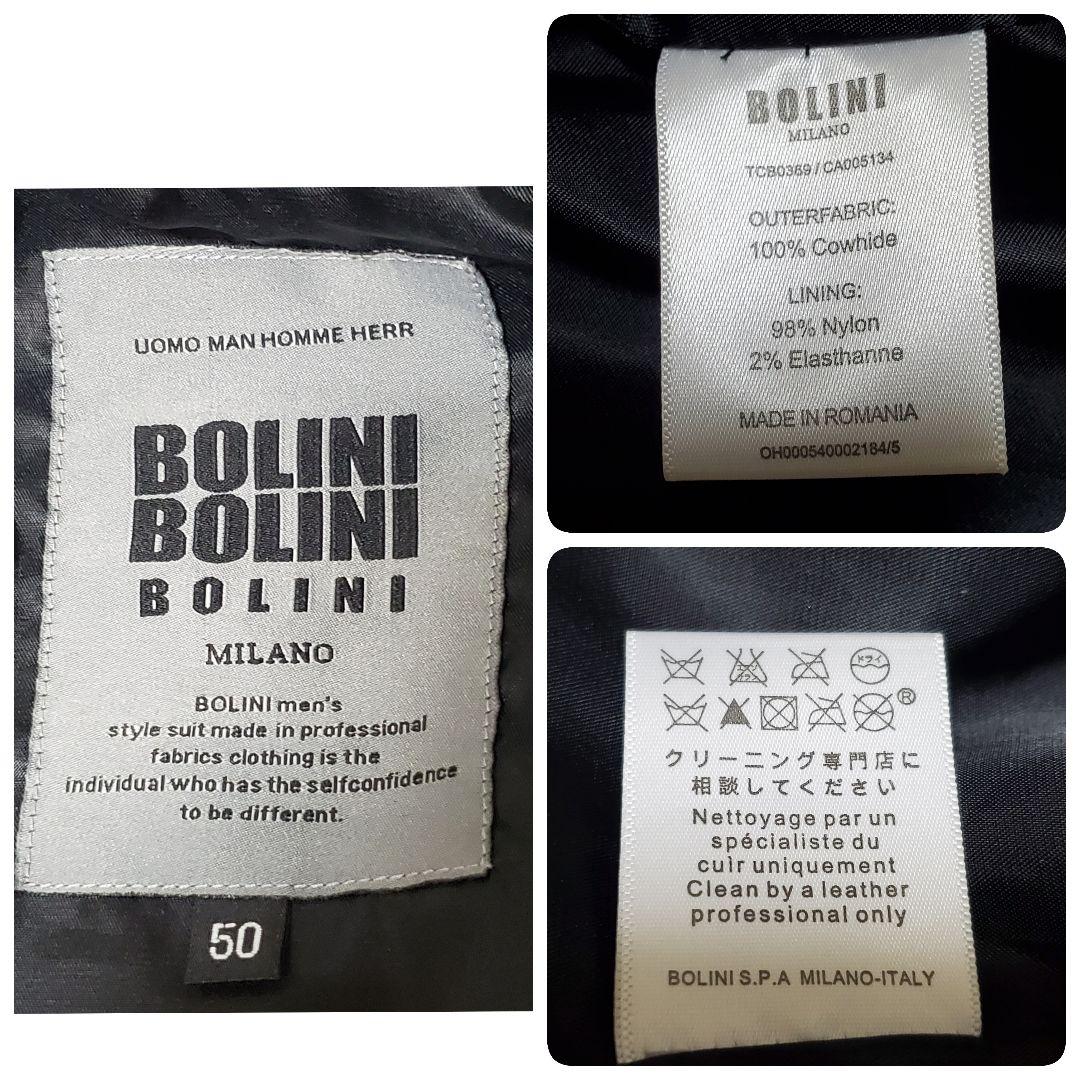 UOMO MAN HOMME HERR
BOLINI
BOLINI
BOLINI
MILANO
BOLINI men's
style suit made in professional
fabrics clothing is the
individual who has the selfconfidence
to be different.
50
BOLINI
MILANO
TCB0369 / CA005134
OUTERFABRIC:
100% Cowhide
LINING:
98% Nylon
2% Elasthanne
MADE IN ROMANIA
OH000540002184/5
ドライ
®
クリーニング専門店に
相談してください
Nettoyage par un
spécialiste du
cuìr uniquement
Clean by a leather
professional only
BOLINI S.P.A MILANO-ITALY